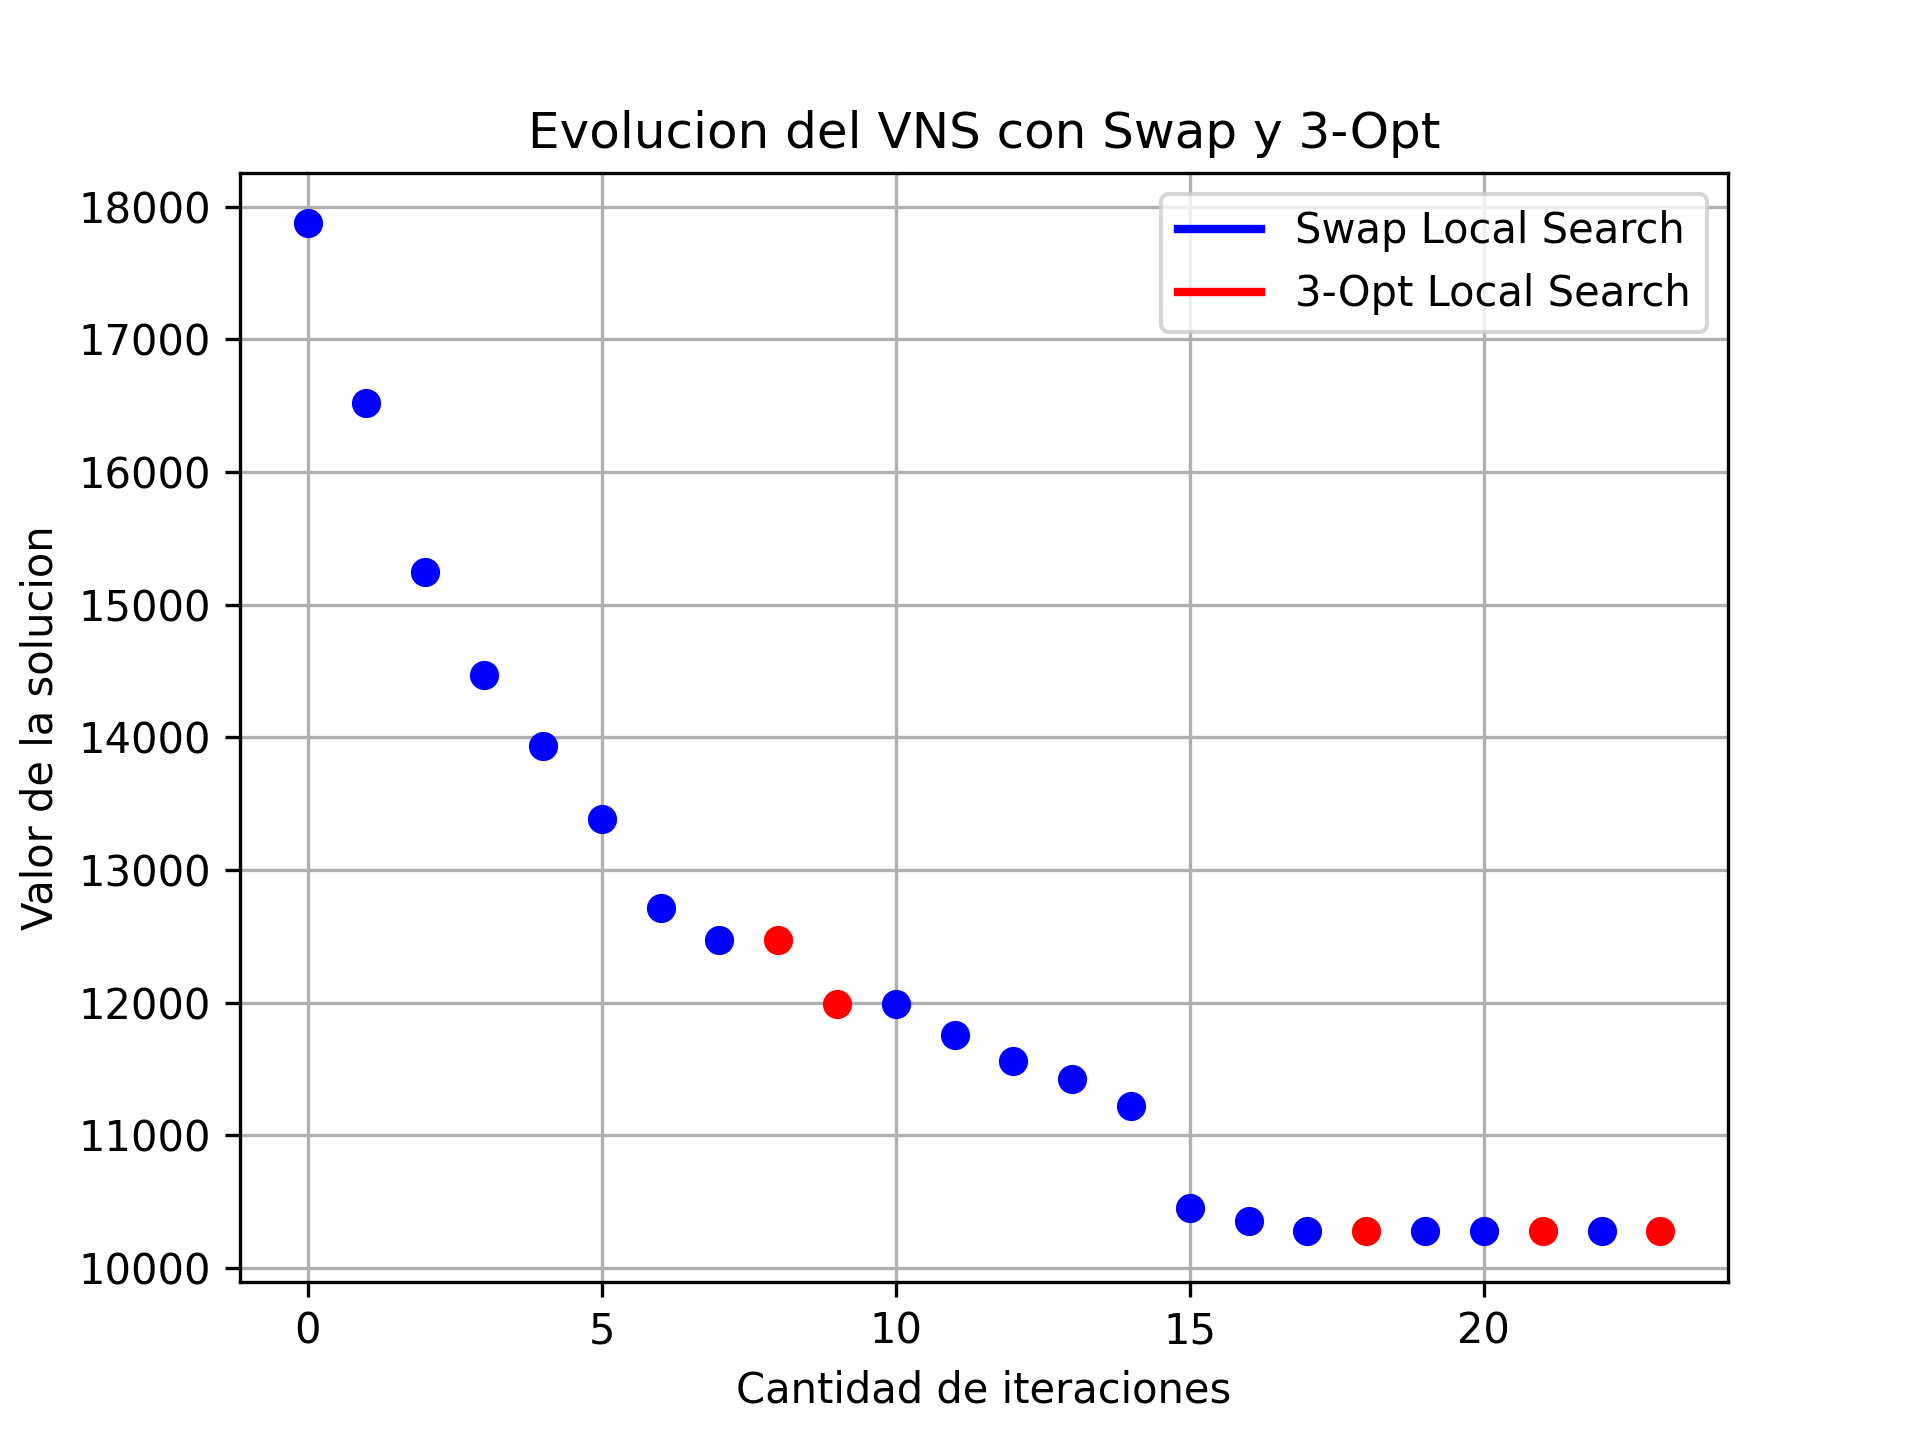 Evolucion del VNS con Swap y 3-Opt
Swap Local Search
3-Opt Local Search
Valor de la solucion
18000
17000
16000
15000
14000
13000
12000
11000
10000
0 5 10 15 20
Cantidad de iteraciones